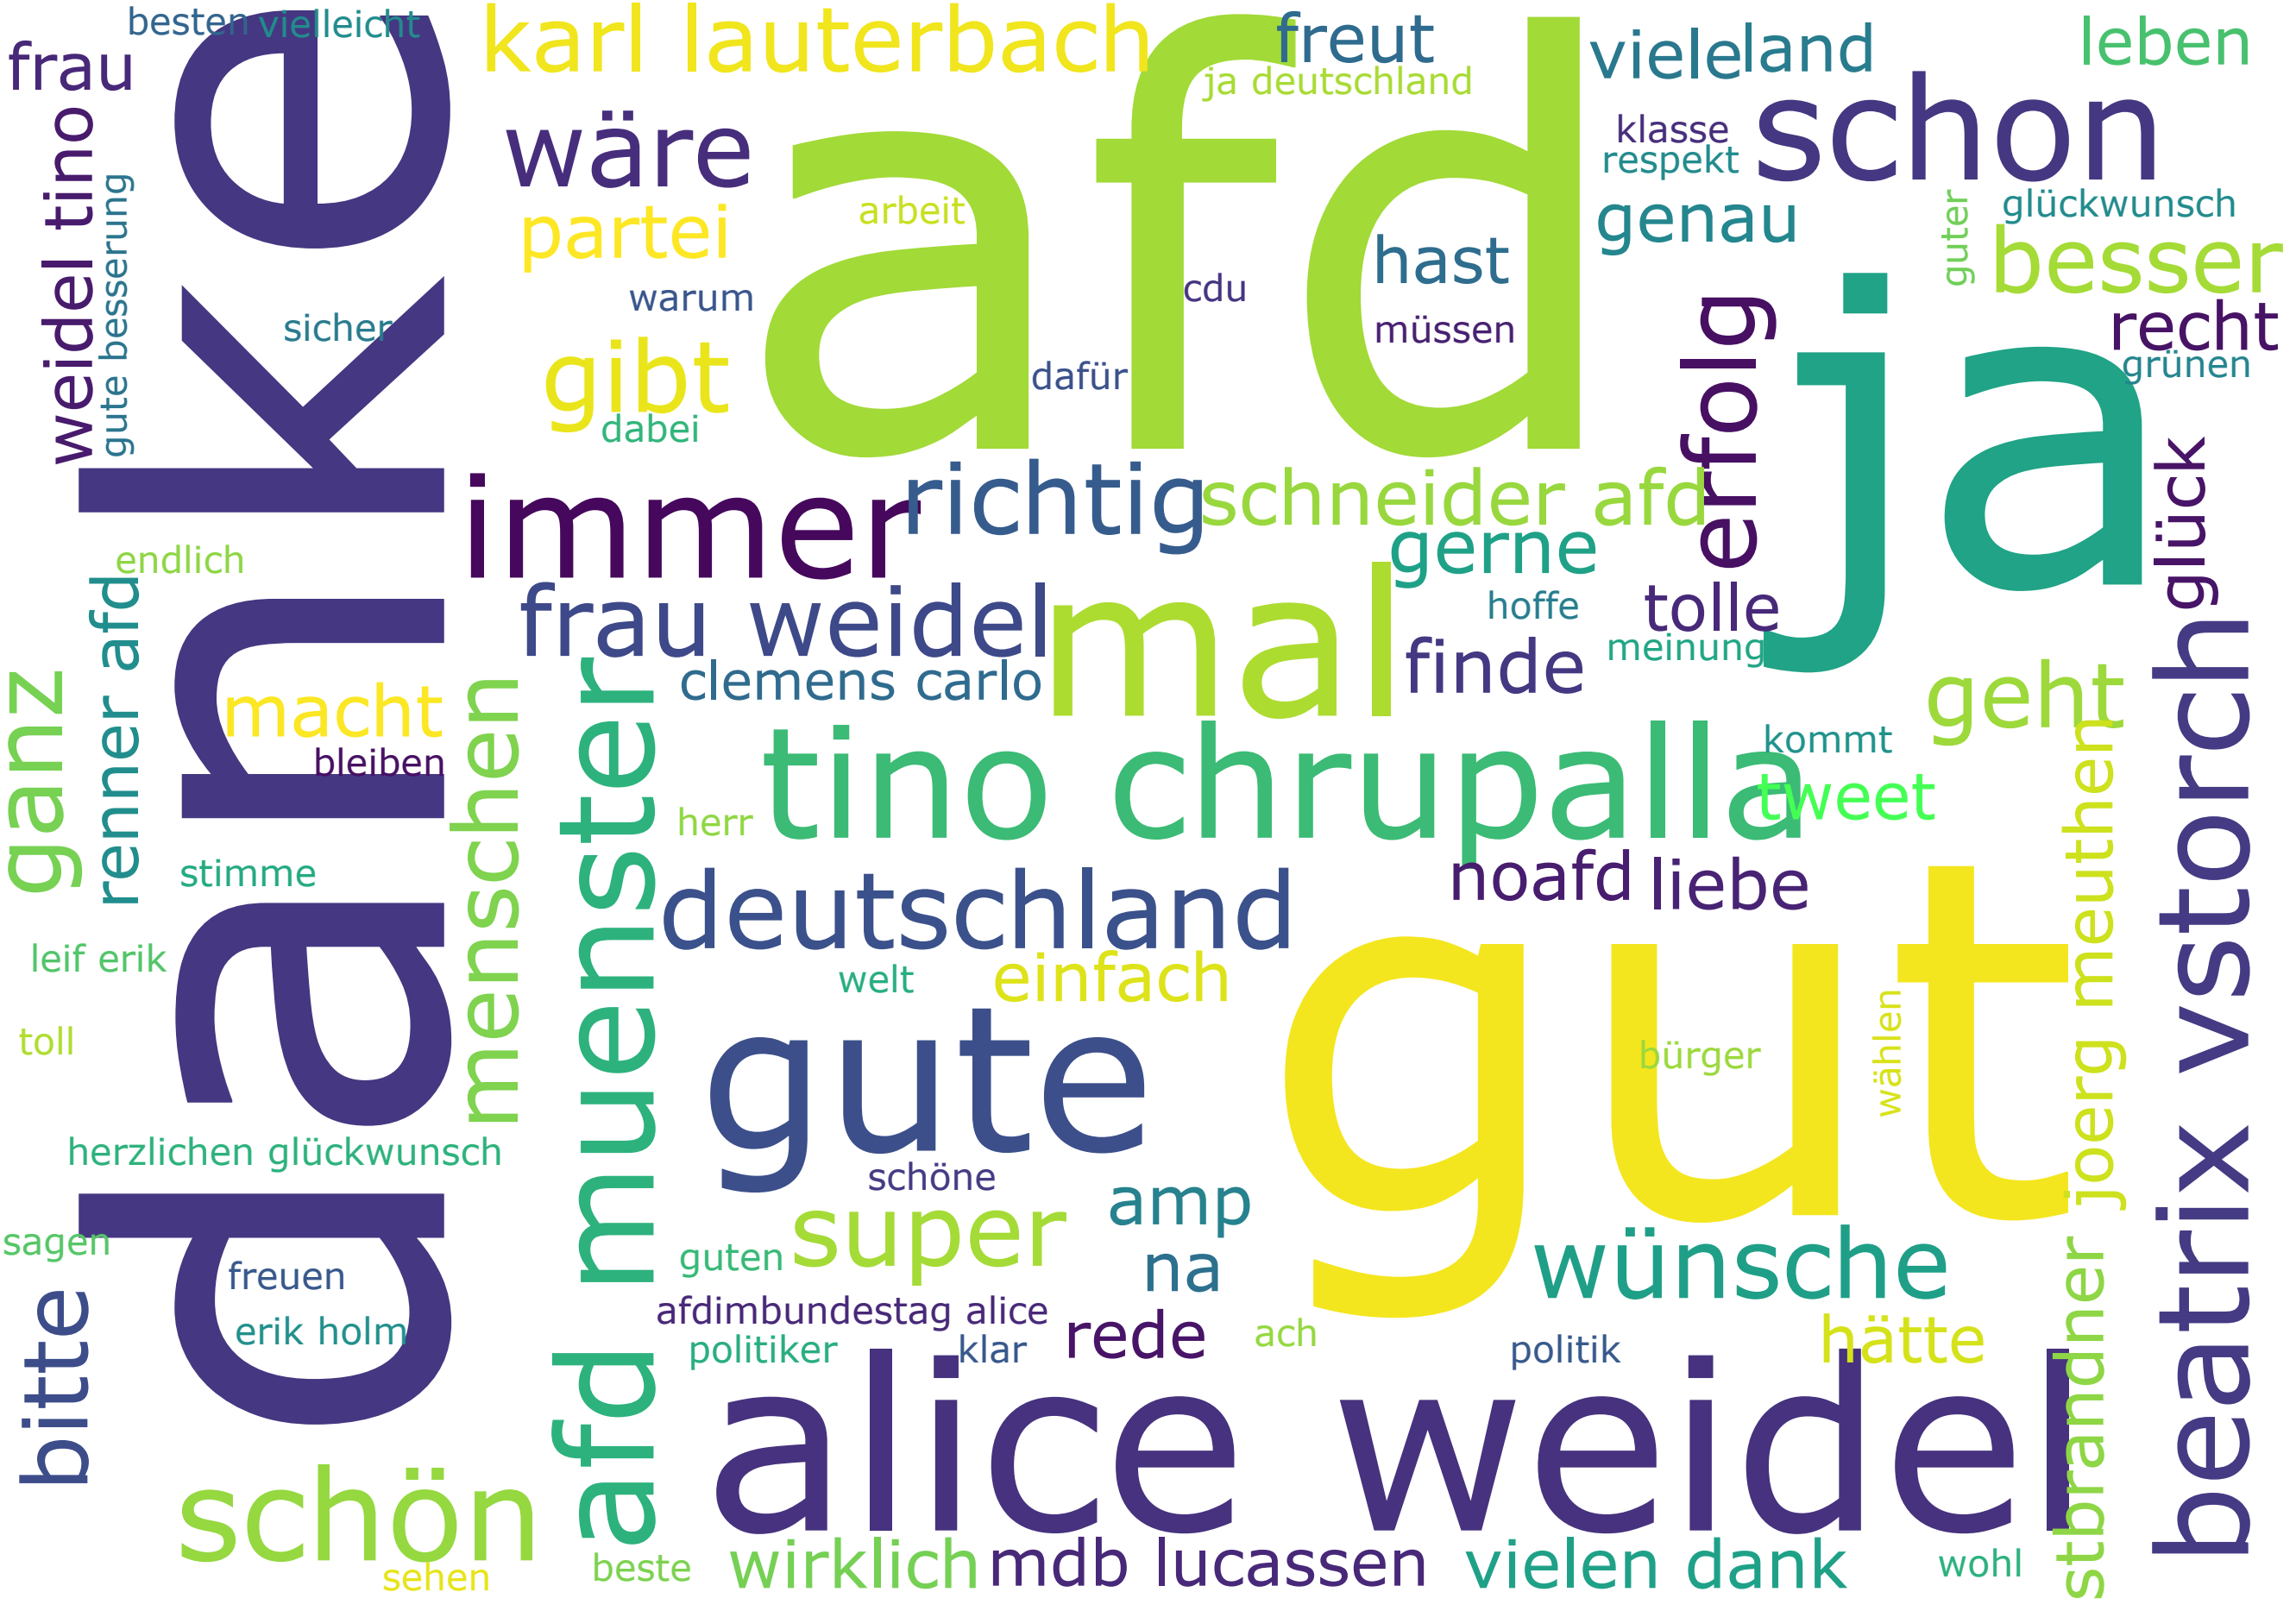 besten
vielleicht
karl lauterbach
freut
viele
land
leben
frau
ja deutschland
schon
klasse
respekt
wäre
afd
danke
weidel tino
gute besserung
partei
arbeit
hast
genau
guter
glückwunsch
besser
warum
cdu
müssen
sicher
gibt
dafür
dabei
erfolg
ja
recht
grünen
immer
richtig
schneider afd
glück
endlich
gerne
renner afd
frau weidel
mal
hoffe
tolle
meinung
clemens carlo
finde
ganz
macht
bleiben
menschen
afd muenster
tino chrupalla
kommt
geht
tweet
herr
joerg meuthen
beatrix vstorch
stimme
deutschland
noafd
liebe
leif erik
welt
einfach
gut
toll
gute
bürger
wählen
herzlichen glückwunsch
schöne
amp
sagen
super
guten
na
wünsche
freuen
bitte
erik holm
afdimbundestag alice
politiker
klar
rede
ach
politik
hätte
stbrandner
alice weidel
schön
sehen
beste
wirklich
mdb lucassen
vielen dank
wohl